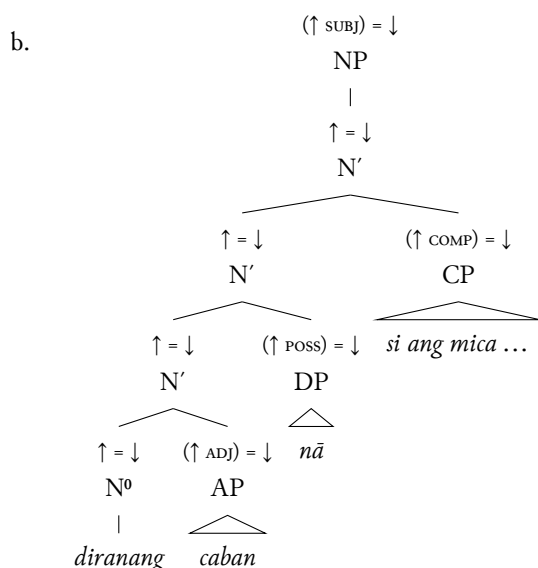 b.
(↑ SUBJ) = ↓
NP
↑ = ↓
N′
↑ = ↓ (↑ COMP) = ↓
N′ CP
↑ = ↓ (↑ POSS) = ↓ si ang mica …
N′ DP
↑ = ↓ (↑ ADJ) = ↓ nā
N⁰ AP
diranang caban